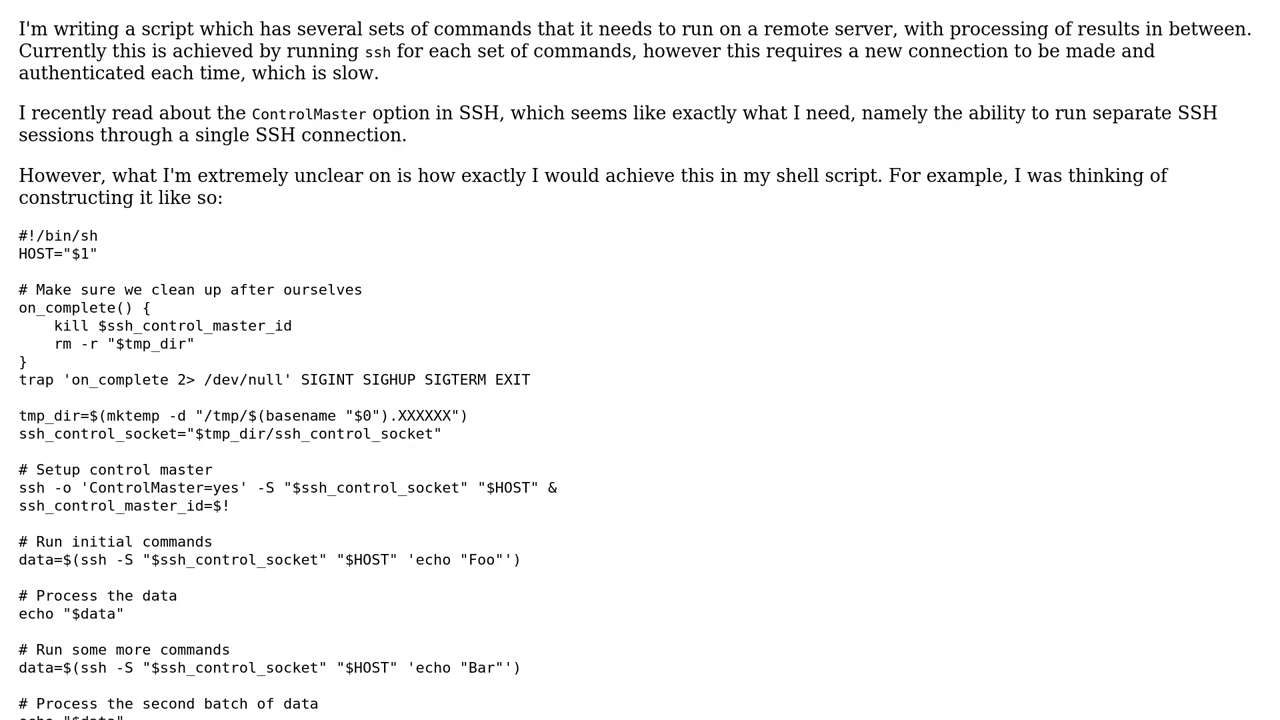 I'm writing a script which has several sets of commands that it needs to run on a remote server, with processing of results in between.
Currently this is achieved by running ssh for each set of commands, however this requires a new connection to be made and
authenticated each time, which is slow.
I recently read about the ControlMaster option in SSH, which seems like exactly what I need, namely the ability to run separate SSH
sessions through a single SSH connection.
However, what I'm extremely unclear on is how exactly I would achieve this in my shell script. For example, I was thinking of
constructing it like so:
#!/bin/sh
HOST="$1"
# Make sure we clean up after ourselves
on_complete() {
    kill $ssh_control_master_id
    rm -r "$tmp_dir"
}
trap 'on_complete 2> /dev/null' SIGINT SIGHUP SIGTERM EXIT
tmp_dir=$(mktemp -d "/tmp/$(basename "$0").XXXXXX")
ssh_control_socket="$tmp_dir/ssh_control_socket"
# Setup control master
ssh -o 'ControlMaster=yes' -S "$ssh_control_socket" "$HOST" &
ssh_control_master_id=$!
# Run initial commands
data=$(ssh -S "$ssh_control_socket" "$HOST" 'echo "Foo"')
# Process the data
echo "$data"
# Run some more commands
data=$(ssh -S "$ssh_control_socket" "$HOST" 'echo "Bar"')
# Process the second batch of data
echo "$data"